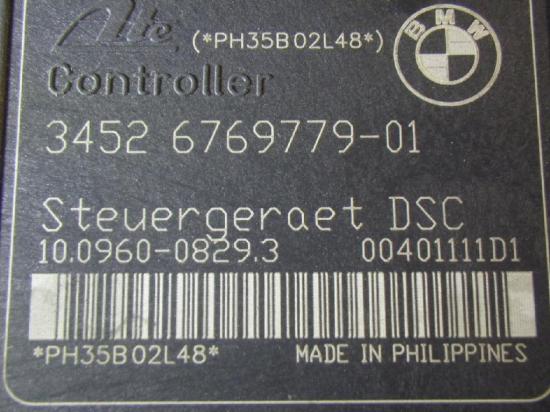 Ate (*PH35B02L48*) BMW
Controller
3452 6769779-01
Steuergeraet DSC
10.0960-0829.3 00401111D1
*PH35B02L48* MADE IN PHILIPPINES